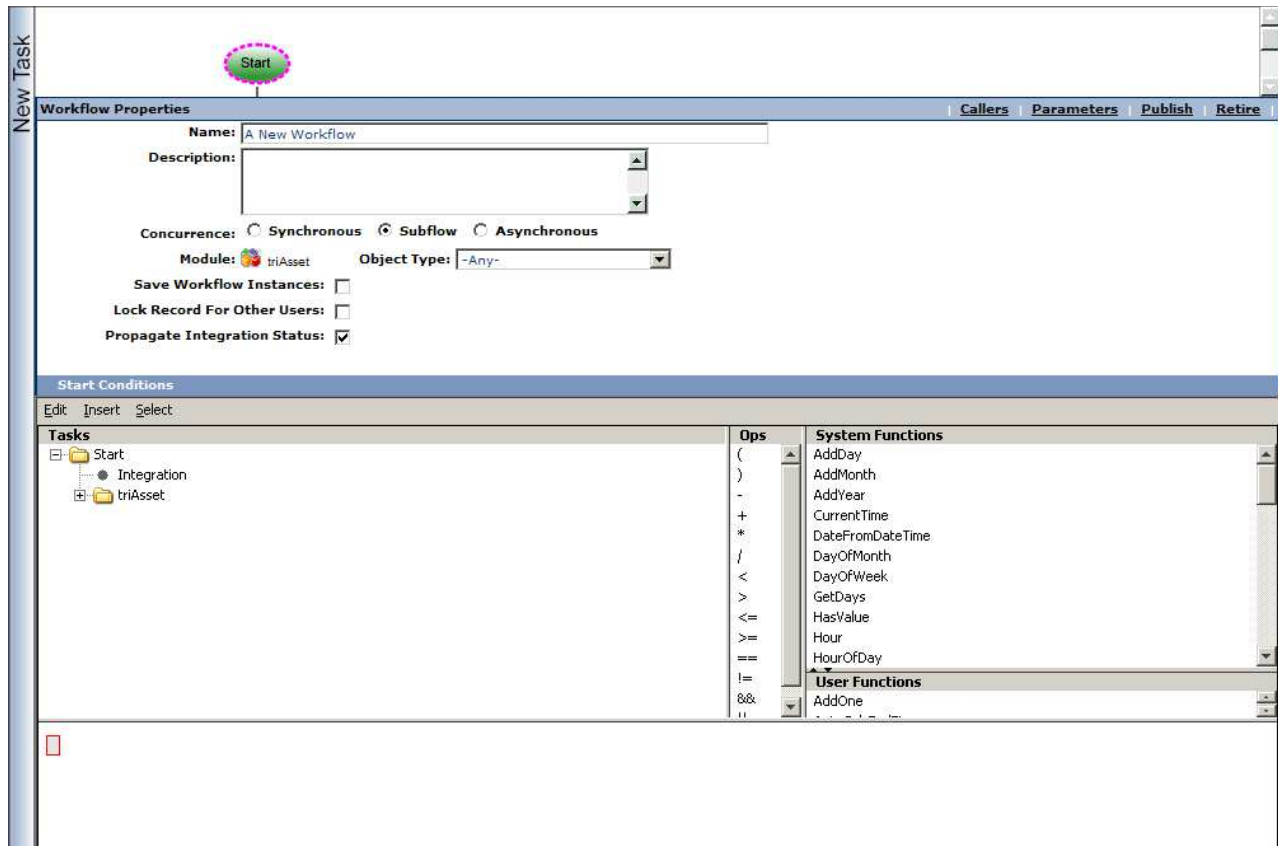 New Task
Start
Workflow Properties
Callers Parameters Publish Retire
Name: A New Workflow
Description:
Concurrence: Synchronous Subflow Asynchronous
Module: triAsset Object Type: -Any-
Save Workflow Instances:
Lock Record For Other Users:
Propagate Integration Status:
Start Conditions
Edit Insert Select
Tasks
Start
Integration
triAsset
Ops
(
)
-
+
*
/
<
>
<=
>=
==
!=
&&
System Functions
AddDay
AddMonth
AddYear
CurrentTime
DateFromDateTime
DayOfMonth
DayOfWeek
GetDays
HasValue
Hour
HourOfDay
User Functions
AddOne